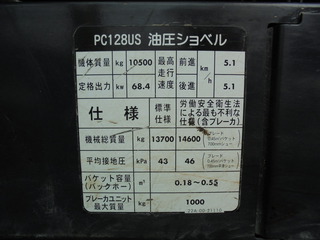 PC128US 油圧ショベル
機体質量 kg 10500 最高走行速度 前進 km/h 5.1
定格出力 kw 68.4 後進 5.1
仕様 標準仕様 労働安全衛生法による最も不利な仕様(含ブレーカ)
機械総質量 kg 13700 14600
平均接地圧 kPa 43 46
バケット容量(バックホー) m³ 0.18～0.55
ブレーカユニット最大質量 kg 1000